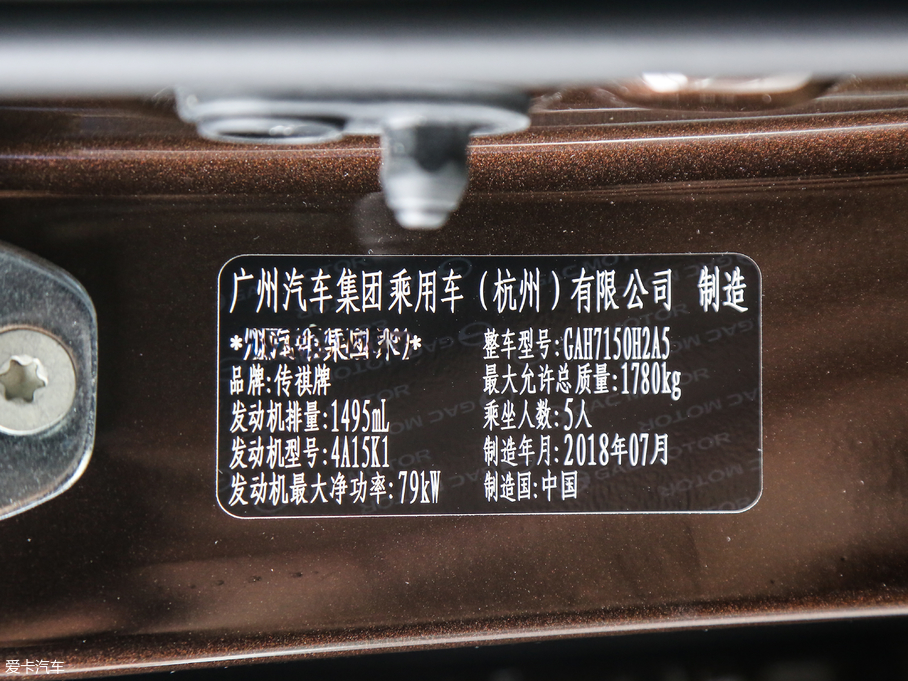 广州汽车集团乘用车（杭州）有限公司 制造
整车型号:GAH7150H2A5
品牌:传祺牌 最大允许总质量:1780kg
发动机排量:1495mL 乘坐人数:5人
发动机型号:4A15K1 制造年月:2018年07月
发动机最大净功率:79kW 制造国:中国
爱卡汽车